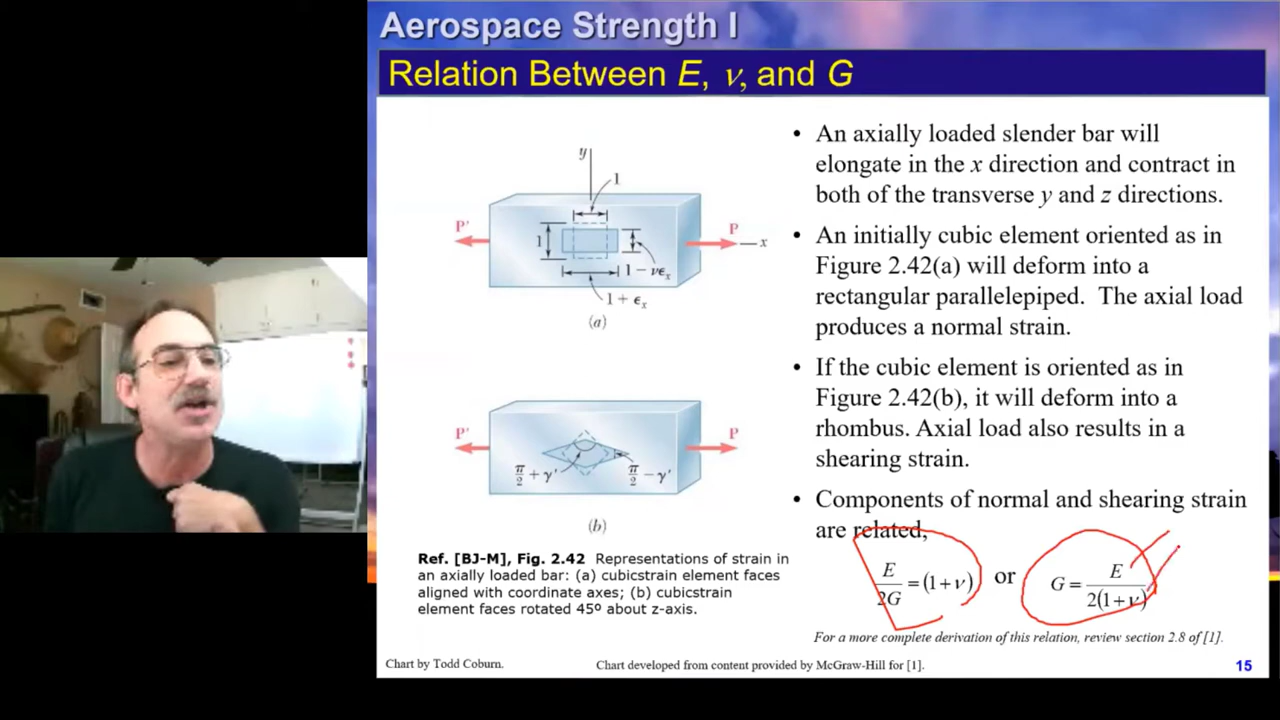 Aerospace Strength I
Relation Between E, ν, and G
y
1
P'
1
P
x
1 − νϵx
1 + ϵx
(a)
P'
P
π/2 + γ'
π/2 − γ'
(b)
Ref. [BJ-M], Fig. 2.42 Representations of strain in
an axially loaded bar: (a) cubicstrain element faces
aligned with coordinate axes; (b) cubicstrain
element faces rotated 45º about z-axis.
• An axially loaded slender bar will
elongate in the x direction and contract in
both of the transverse y and z directions.
• An initially cubic element oriented as in
Figure 2.42(a) will deform into a
rectangular parallelepiped. The axial load
produces a normal strain.
• If the cubic element is oriented as in
Figure 2.42(b), it will deform into a
rhombus. Axial load also results in a
shearing strain.
• Components of normal and shearing strain
are related,
E/2G = (1+ν) or G = E/2(1+ν)
For a more complete derivation of this relation, review section 2.8 of [1].
Chart by Todd Coburn.
Chart developed from content provided by McGraw-Hill for [1].
15